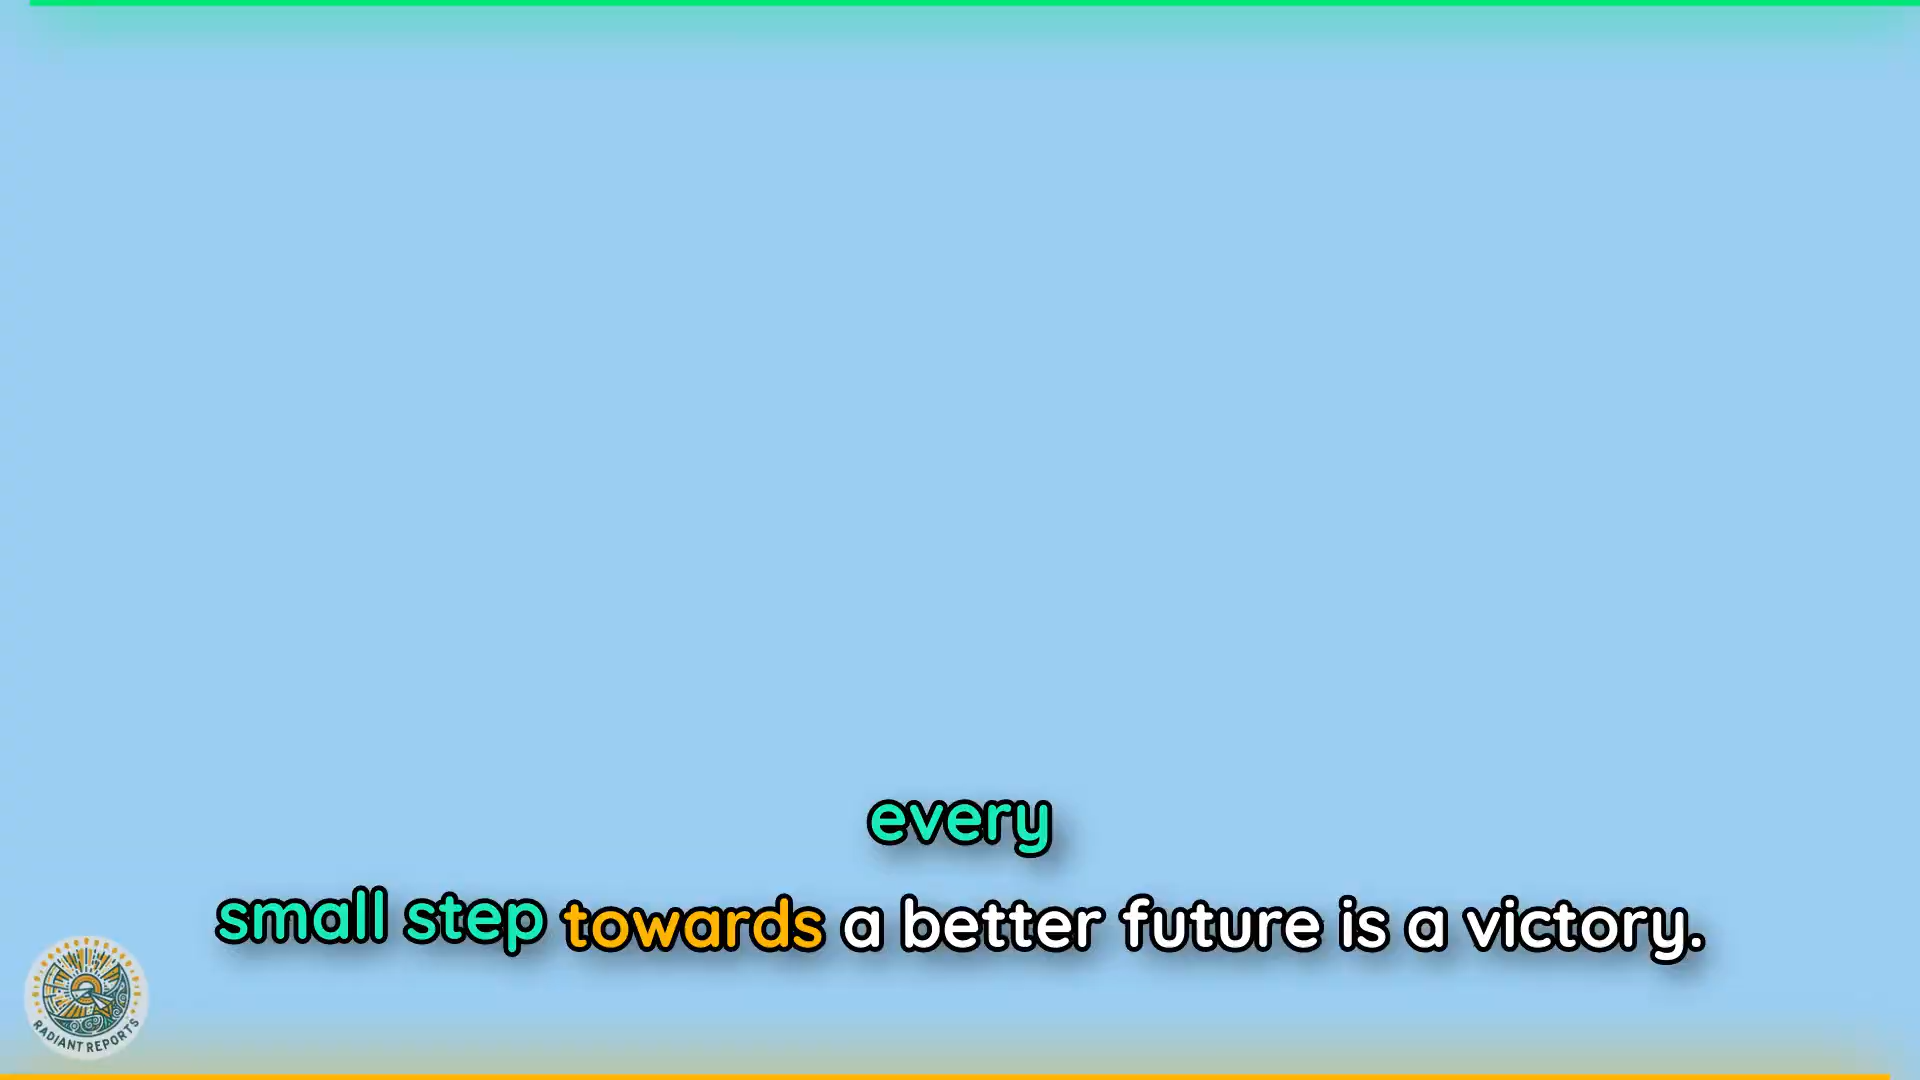 every
small step towards a better future is a victory.
RADIANT REPORTS